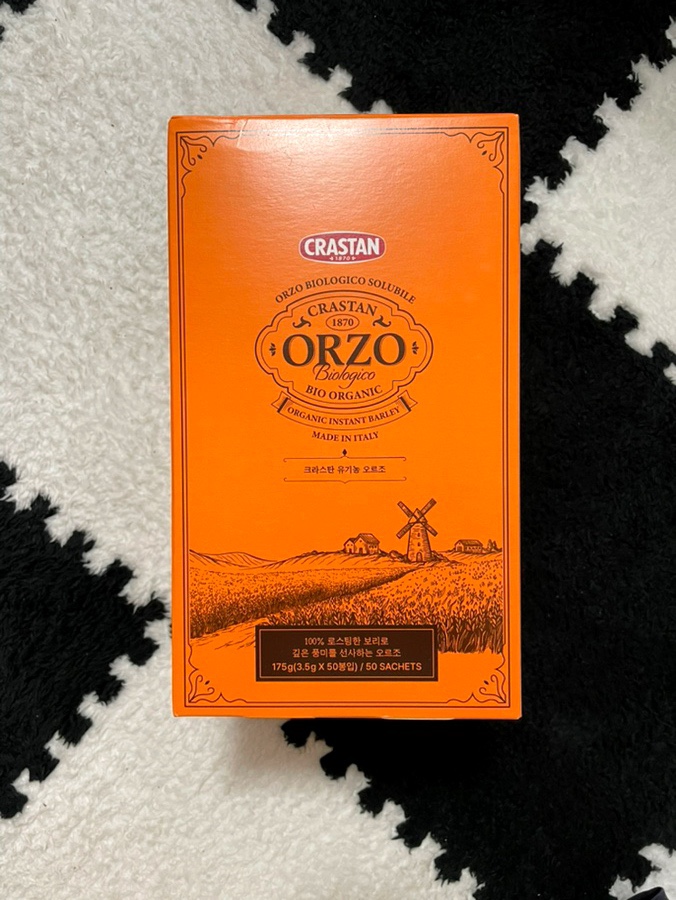 CRASTAN
1870
ORZO BIOLOGICO SOLUBILE
CRASTAN
1870
ORZO
Biologico
BIO ORGANIC
ORGANIC INSTANT BARLEY
MADE IN ITALY
크라스탄 유기농 오르조
100% 로스팅한 보리로
깊은 풍미를 선사하는 오르조
175g(3.5g X 50봉입) / 50 SACHETS